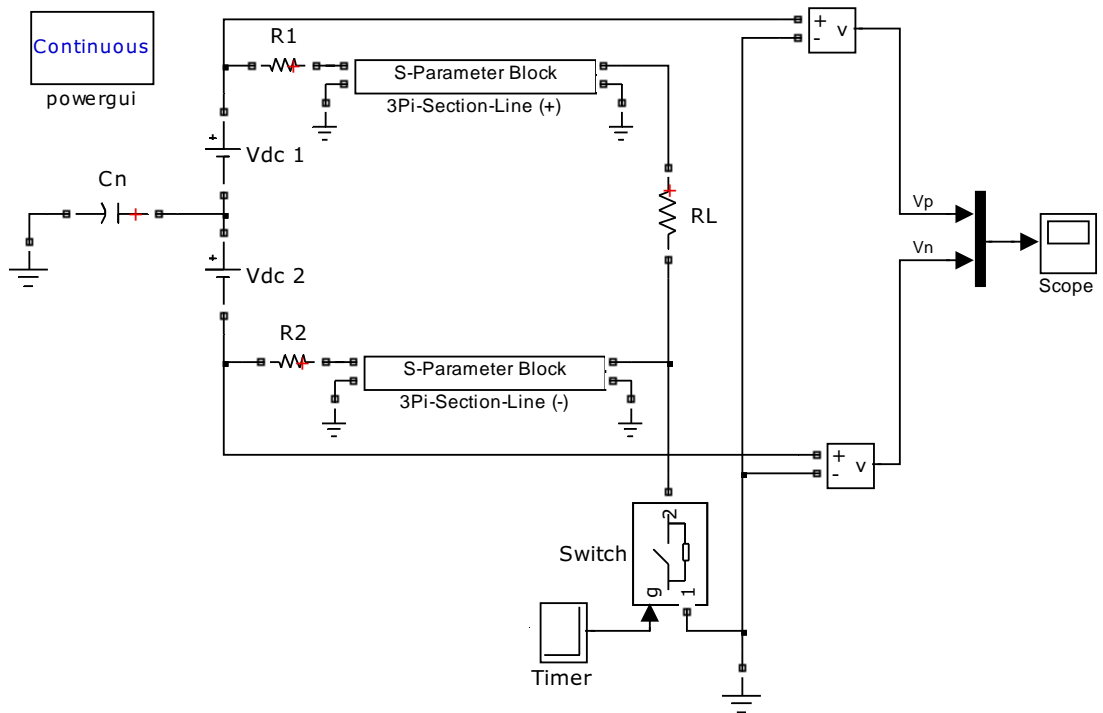 Continuous
powergui
R1
S-Parameter Block
3Pi-Section-Line (+)
+
-
v
+
Vdc 1
Cn
+
Vdc 2
RL
Vp
Vn
Scope
R2
S-Parameter Block
3Pi-Section-Line (-)
+
-
v
Switch
2
g
1
Timer